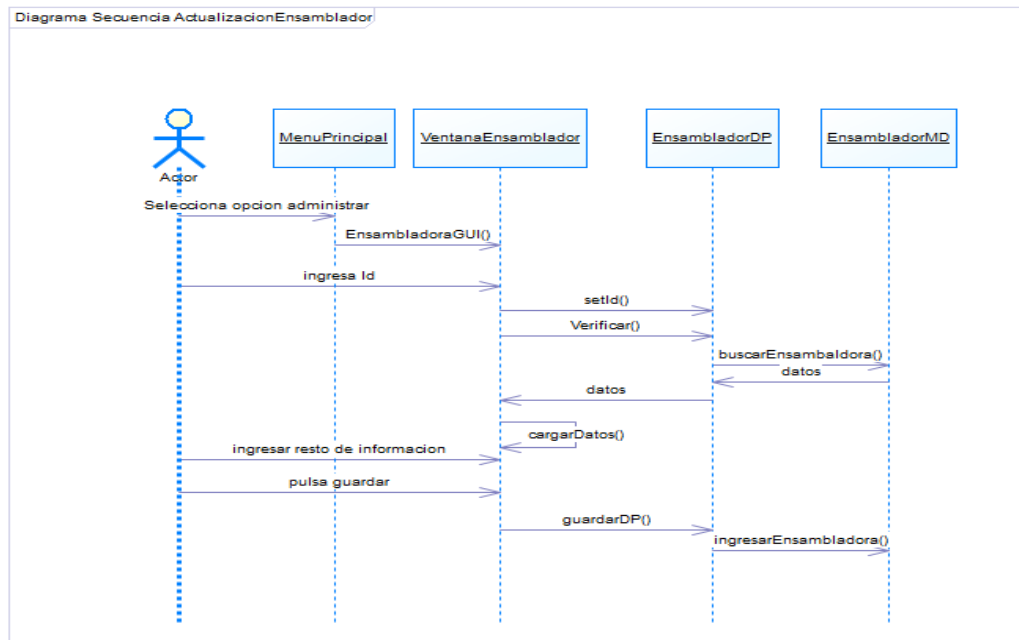 Diagrama Secuencia ActualizacionEnsamblador
MenuPrincipal
VentanaEnsamblador
EnsambladorDP
EnsambladorMD
Actor
Selecciona opcion administrar
EnsambladoraGUI()
ingresa Id
setId()
Verificar()
buscarEnsambaldora()
datos
datos
cargarDatos()
ingresar resto de informacion
pulsa guardar
guardarDP()
ingresarEnsambladora()